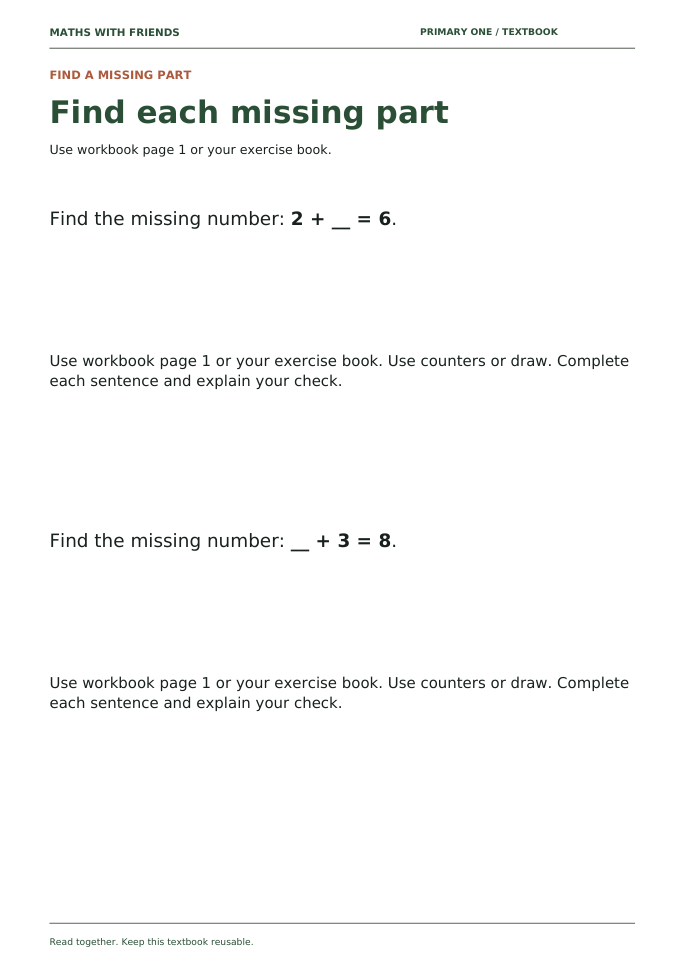 MATHS WITH FRIENDS
PRIMARY ONE / TEXTBOOK
FIND A MISSING PART
Find each missing part
Use workbook page 1 or your exercise book.
Find the missing number: 2 + __ = 6.
Use workbook page 1 or your exercise book. Use counters or draw. Complete
each sentence and explain your check.
Find the missing number: __ + 3 = 8.
Use workbook page 1 or your exercise book. Use counters or draw. Complete
each sentence and explain your check.
Read together. Keep this textbook reusable.